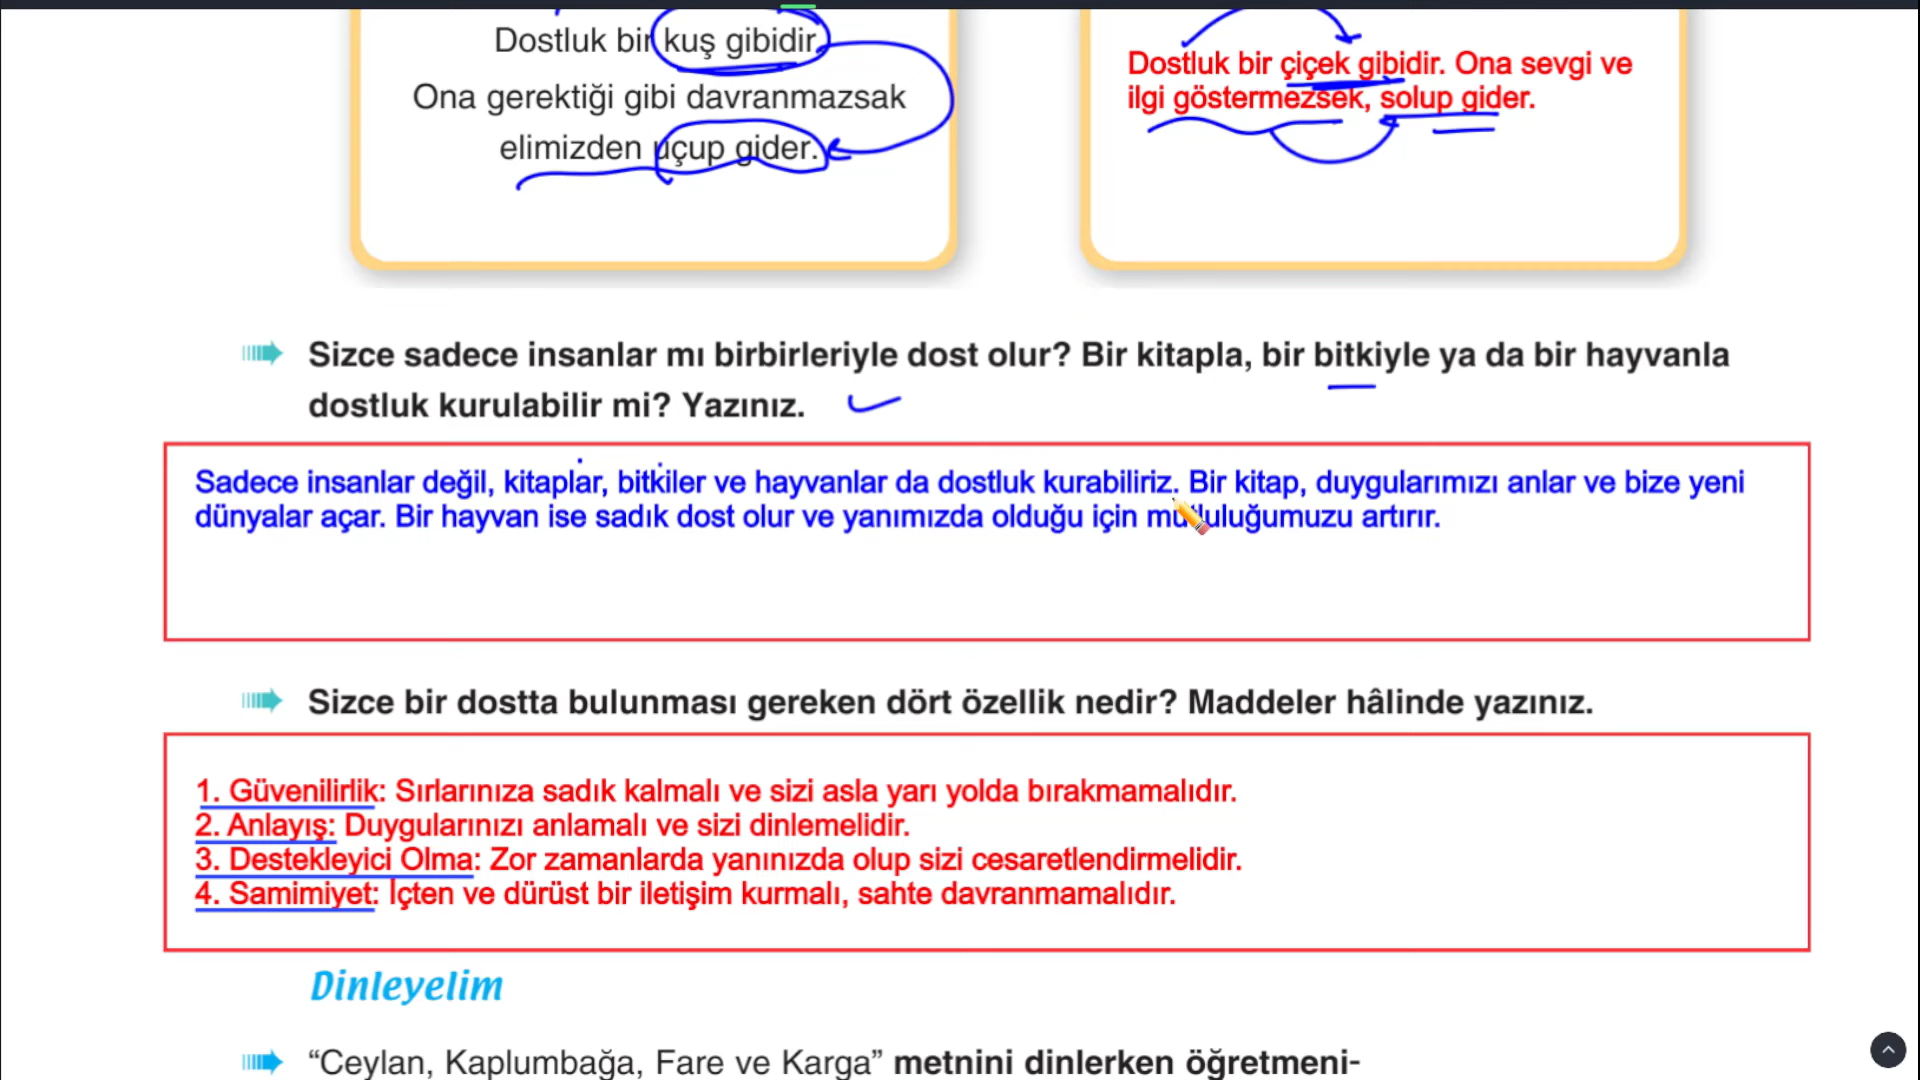 Dostluk bir kuş gibidir.
Ona gerektiği gibi davranmazsak
elimizden uçup gider.
Dostluk bir çiçek gibidir. Ona sevgi ve
ilgi göstermezsek, solup gider.
Sizce sadece insanlar mı birbirleriyle dost olur? Bir kitapla, bir bitkiyle ya da bir hayvanla
dostluk kurulabilir mi? Yazınız.
Sadece insanlar değil, kitaplar, bitkiler ve hayvanlar da dostluk kurabiliriz. Bir kitap, duygularımızı anlar ve bize yeni
dünyalar açar. Bir hayvan ise sadık dost olur ve yanımızda olduğu için mutluluğumuzu artırır.
Sizce bir dostta bulunması gereken dört özellik nedir? Maddeler hâlinde yazınız.
1. Güvenilirlik: Sırlarınıza sadık kalmalı ve sizi asla yarı yolda bırakmamalıdır.
2. Anlayış: Duygularınızı anlamalı ve sizi dinlemelidir.
3. Destekleyici Olma: Zor zamanlarda yanınızda olup sizi cesaretlendirmelidir.
4. Samimiyet: İçten ve dürüst bir iletişim kurmalı, sahte davranmamalıdır.
Dinleyelim
“Ceylan, Kaplumbağa, Fare ve Karga” metnini dinlerken öğretmeni-